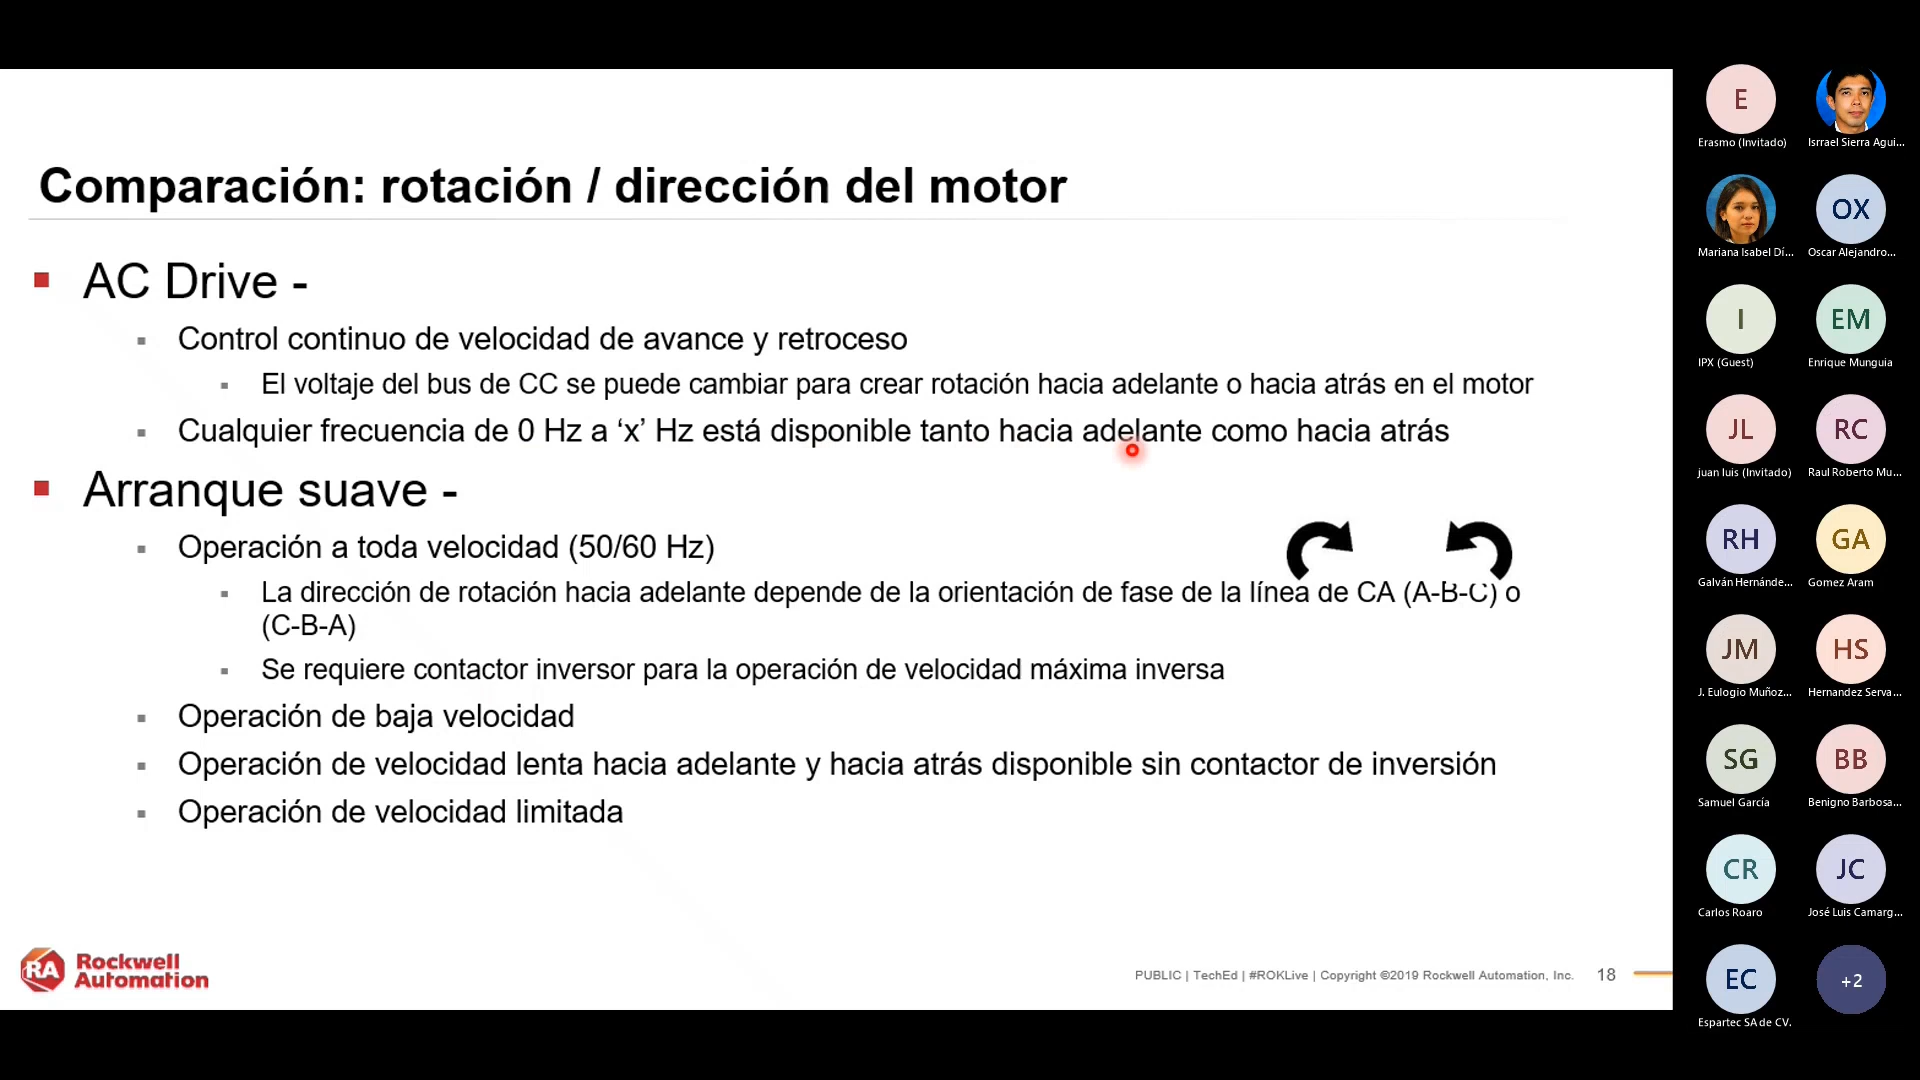 Comparación: rotación / dirección del motor
AC Drive -
Control continuo de velocidad de avance y retroceso
El voltaje del bus de CC se puede cambiar para crear rotación hacia adelante o hacia atrás en el motor
Cualquier frecuencia de 0 Hz a ‘x’ Hz está disponible tanto hacia adelante como hacia atrás
Arranque suave -
Operación a toda velocidad (50/60 Hz)
La dirección de rotación hacia adelante depende de la orientación de fase de la línea de CA (A-B-C) o
(C-B-A)
Se requiere contactor inversor para la operación de velocidad máxima inversa
Operación de baja velocidad
Operación de velocidad lenta hacia adelante y hacia atrás disponible sin contactor de inversión
Operación de velocidad limitada
RA Rockwell
Automation
PUBLIC | TechEd | #ROKLive | Copyright ©2019 Rockwell Automation, Inc. 18
E
Erasmo (Invitado)
Isrrael Sierra Agui...
Mariana Isabel Dí...
OX
Oscar Alejandro...
I
IPX (Guest)
EM
Enrique Munguia
JL
juan luis (Invitado)
RC
Raul Roberto Mu...
RH
Galván Hernánde...
GA
Gomez Aram
JM
J. Eulogio Muñoz...
HS
Hernandez Serva...
SG
Samuel García
BB
Benigno Barbosa...
CR
Carlos Roaro
JC
José Luis Camarg...
EC
Espartec SA de CV.
+2